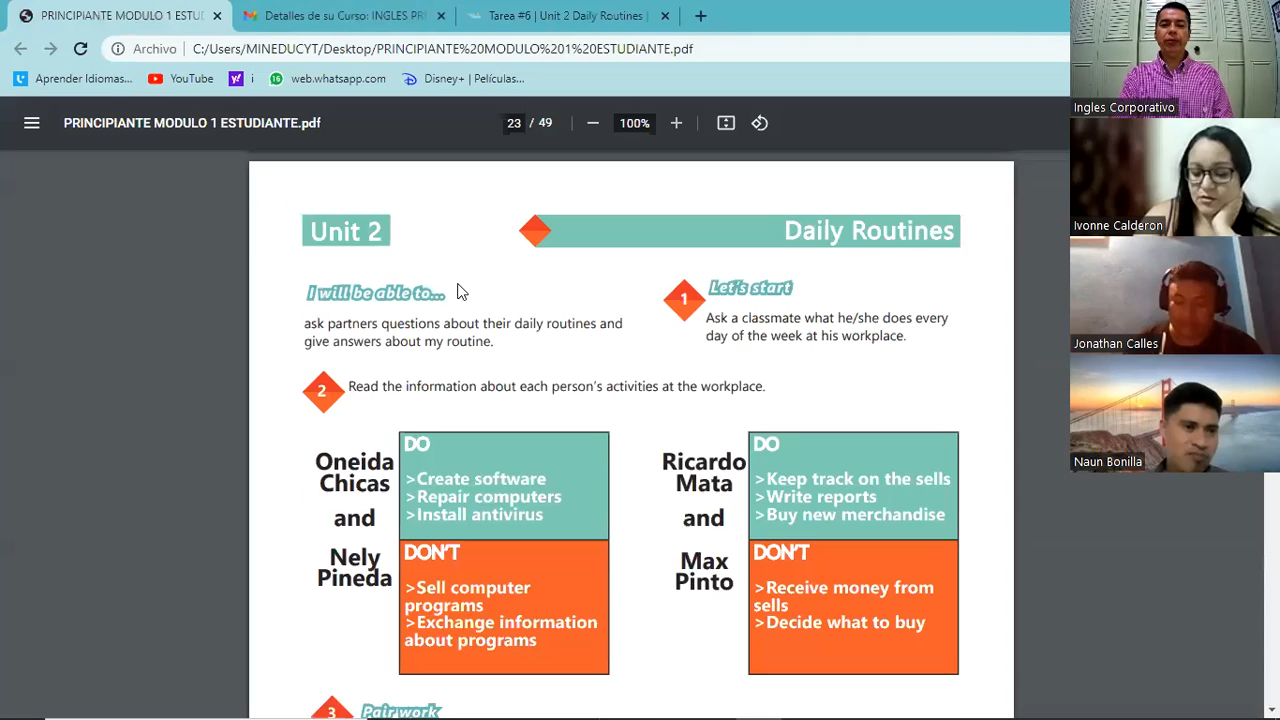 PRINCIPIANTE MODULO 1 ESTUD
Detalles de su Curso: INGLES PRI
Tarea #6 | Unit 2 Daily Routines |
Archivo
C:/Users/MINEDUCYT/Desktop/PRINCIPIANTE%20MODULO%201%20ESTUDIANTE.pdf
Aprender Idiomas...
YouTube
i
web.whatsapp.com
Disney+ | Películas,...
PRINCIPIANTE MODULO 1 ESTUDIANTE.pdf
23 / 49
100%
Unit 2
Daily Routines
I will be able to...
ask partners questions about their daily routines and
give answers about my routine.
1
Let's start
Ask a classmate what he/she does every
day of the week at his workplace.
2
Read the information about each person's activities at the workplace.
Oneida
Chicas
and
Nely
Pineda
DO
>Create software
>Repair computers
>Install antivirus
DON'T
>Sell computer
programs
>Exchange information
about programs
Ricardo
Mata
and
Max
Pinto
DO
>Keep track on the sells
>Write reports
>Buy new merchandise
DON'T
>Receive money from
sells
>Decide what to buy
3
Pair work
Ingles Corporativo
Ivonne Calderon
Jonathan Calles
Naun Bonilla